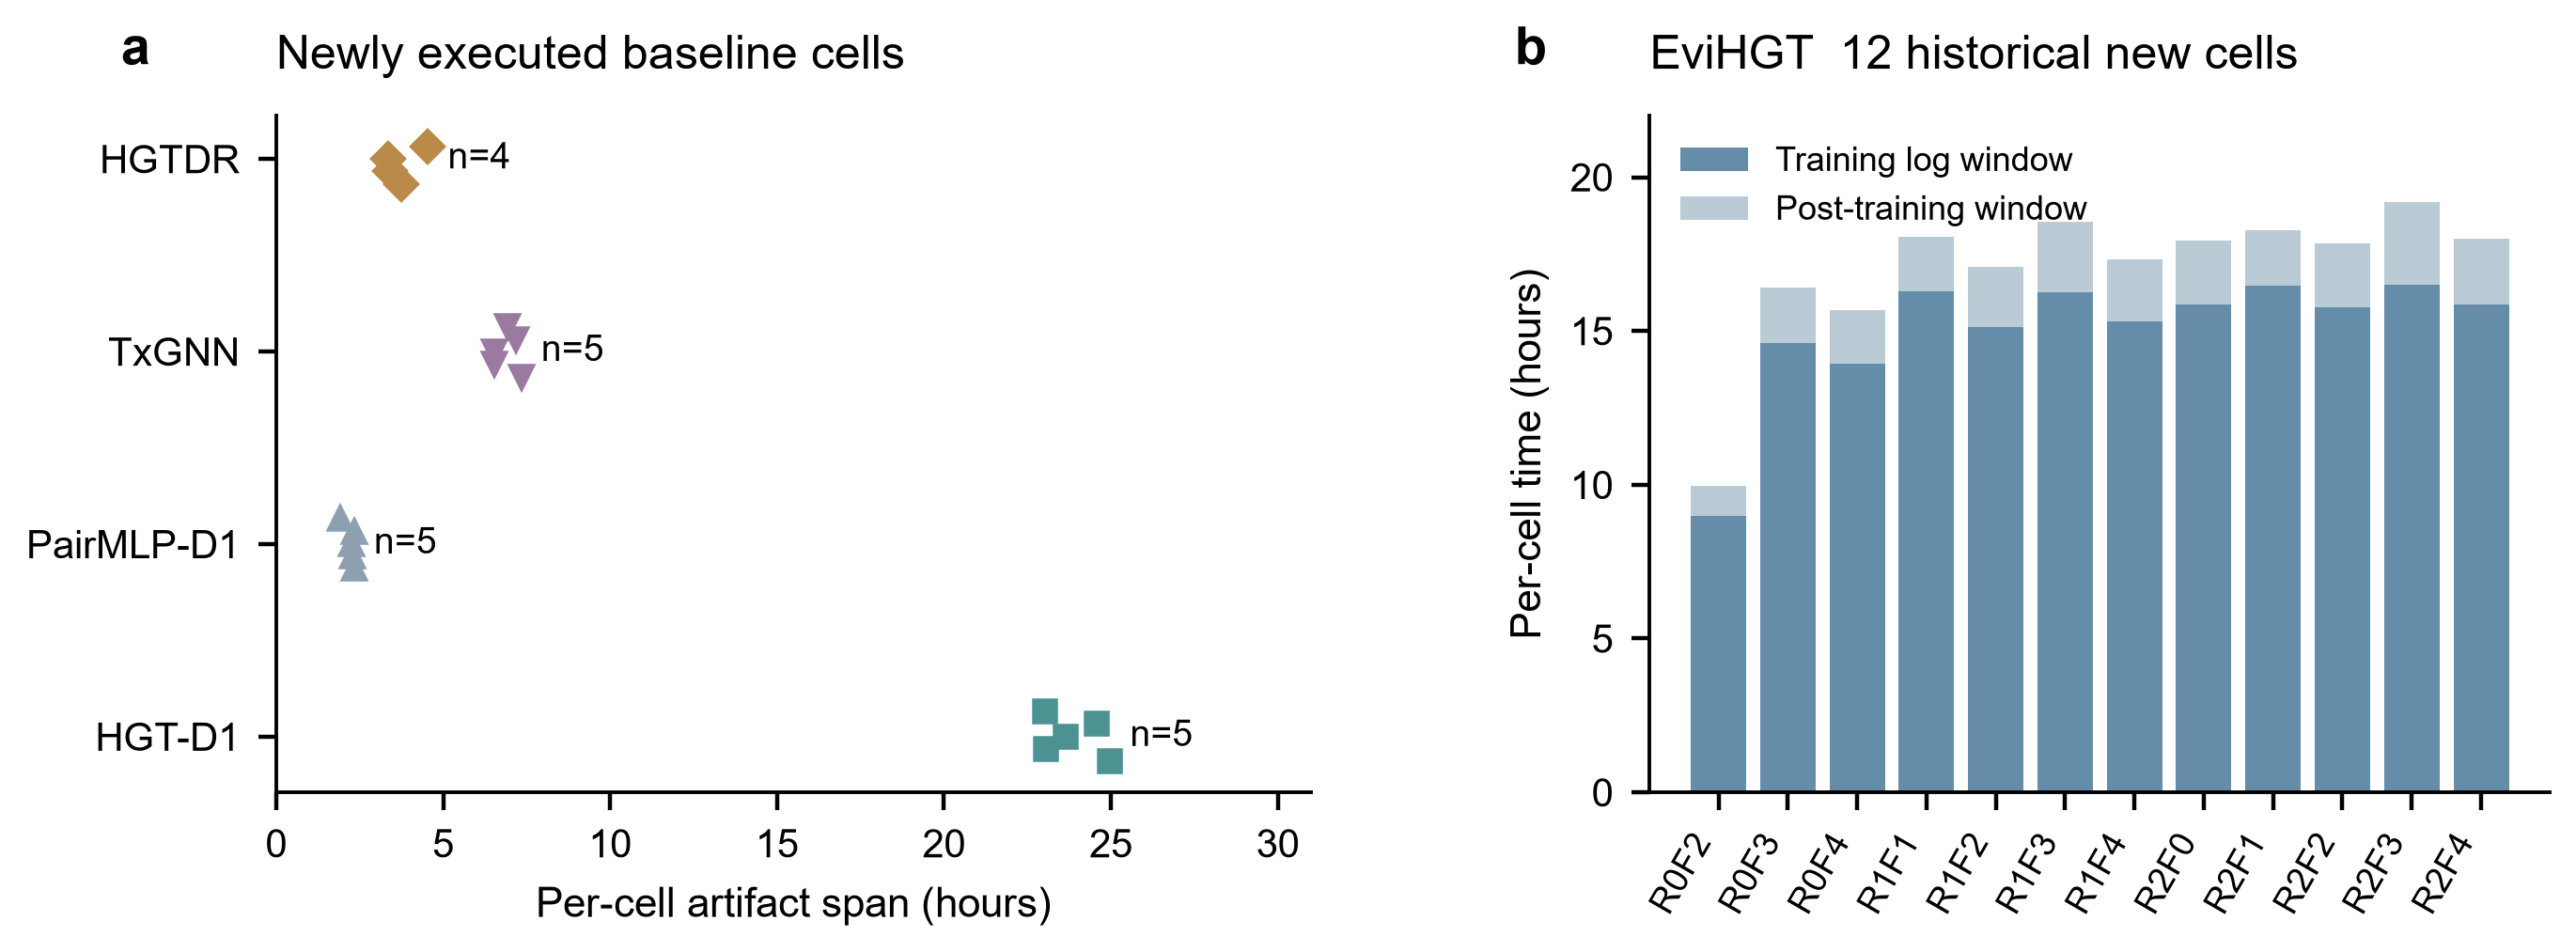 a
Newly executed baseline cells
HGTDR
n=4
TxGNN
n=5
PairMLP-D1
n=5
HGT-D1
n=5
0 5 10 15 20 25 30
Per-cell artifact span (hours)
b
EviHGT 12 historical new cells
Training log window
Post-training window
Per-cell time (hours)
20
15
10
5
0
R0F2 R0F3 R0F4 R1F1 R1F2 R1F3 R1F4 R2F0 R2F1 R2F2 R2F3 R2F4